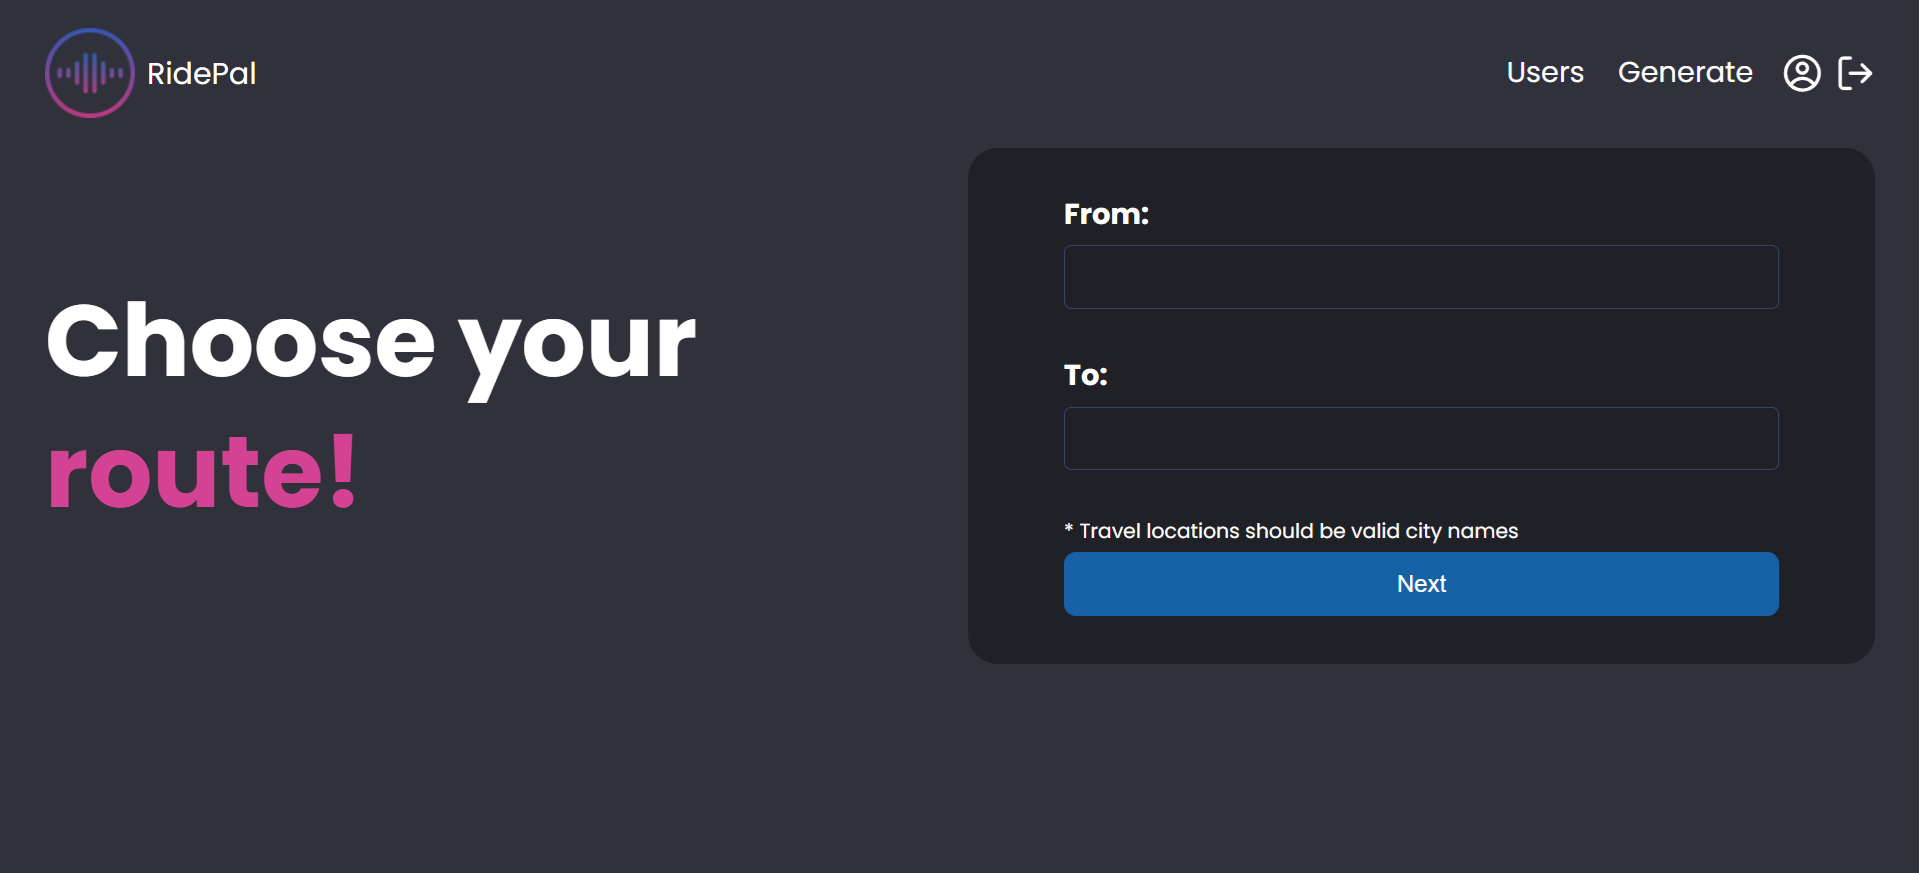 RidePal
Users
Generate
Choose your
route!
From:
To:
* Travel locations should be valid city names
Next